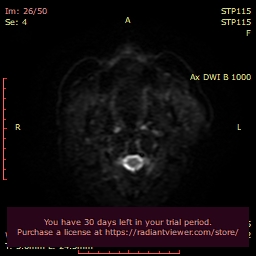 Im: 26/50
Se: 4
A
STP115
STP115
F
Ax DWI B 1000
R
L
You have 30 days left in your trial period.
Purchase a license at https://radiantviewer.com/store/